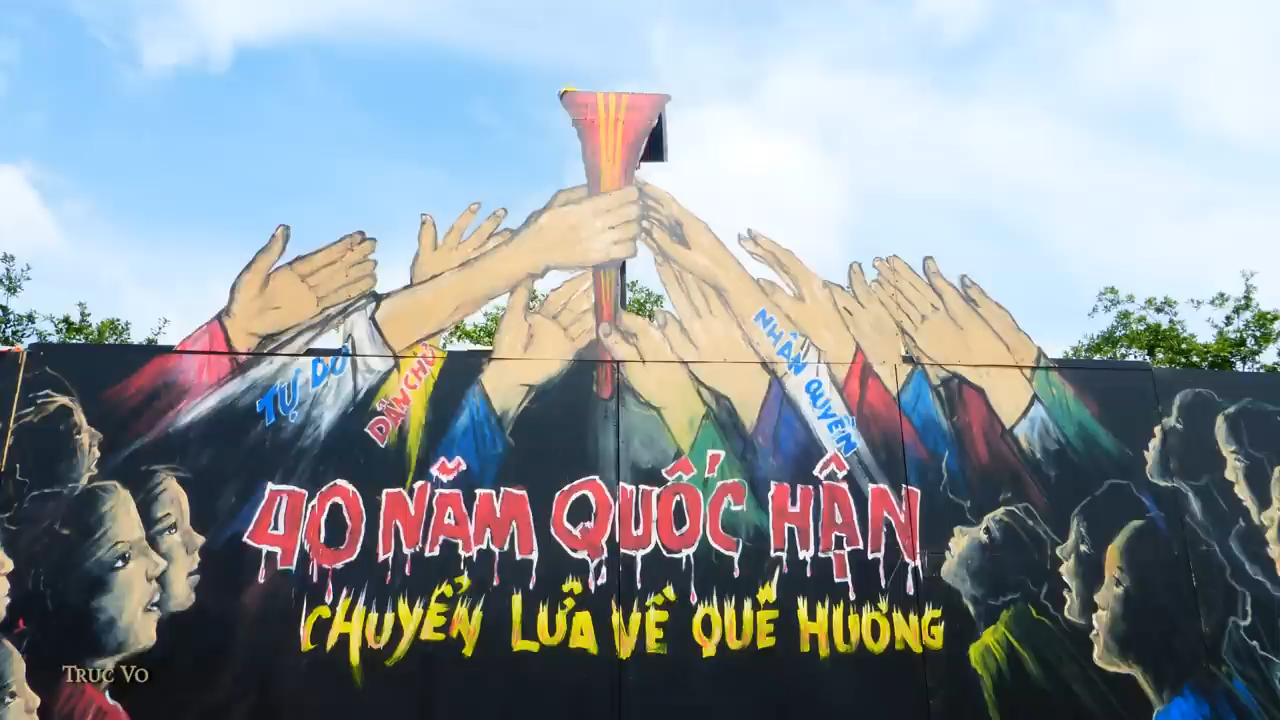 TỰ DO
DÂN CHỦ
NHÂN QUYỀN
40 NĂM QUỐC HẬN
CHUYỂN LỬA VỀ QUÊ HƯƠNG
TRUC VO